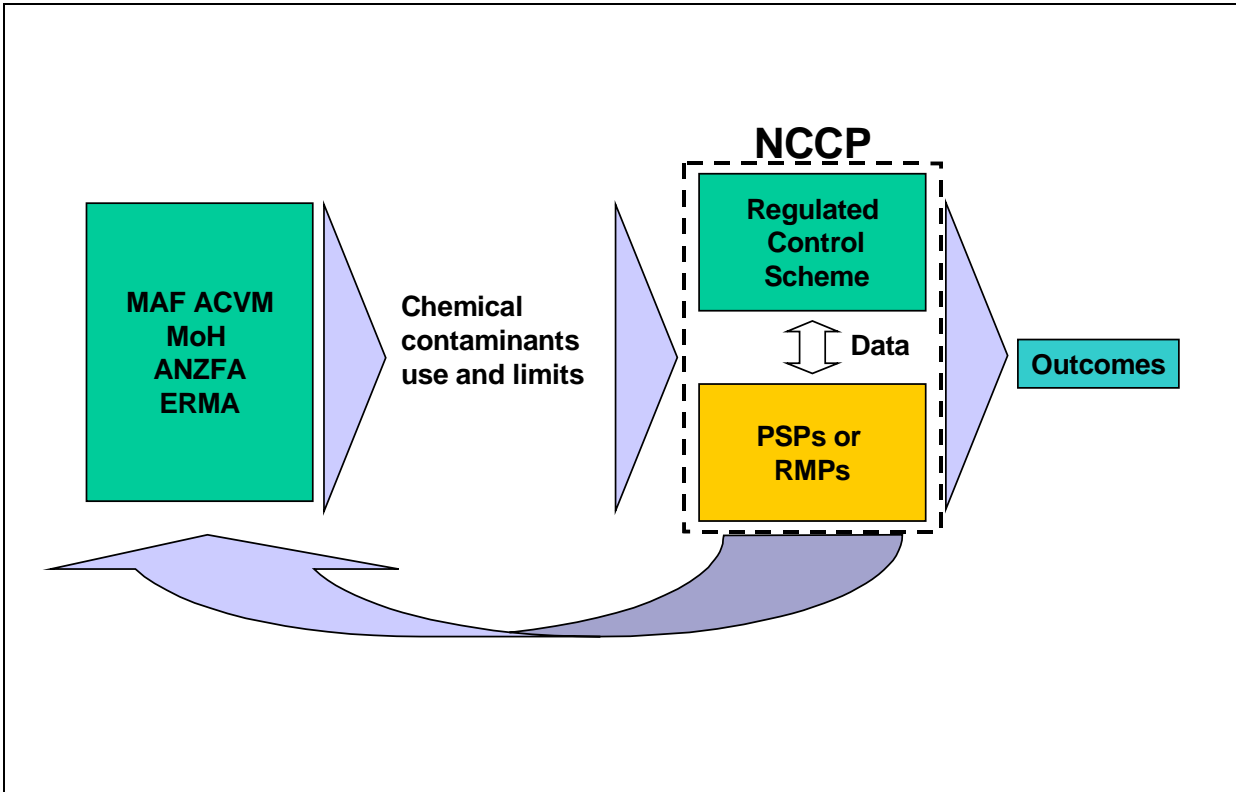 NCCP
MAF ACVM
MoH
ANZFA
ERMA
Chemical
contaminants
use and limits
Regulated
Control
Scheme
Data
PSPs or
RMPs
Outcomes